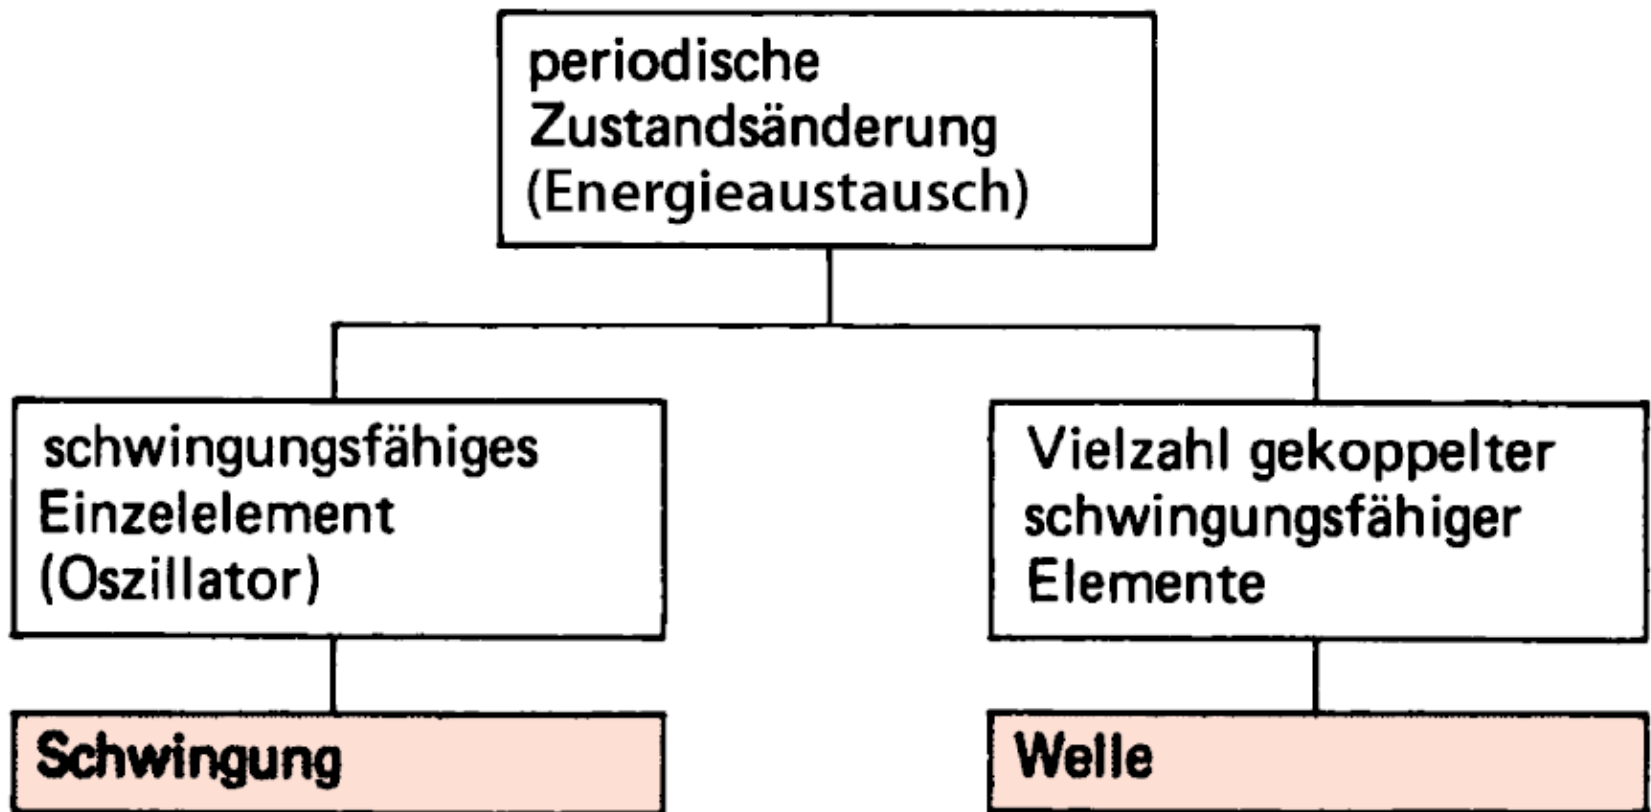 periodische
Zustandsänderung
(Energieaustausch)
schwingungsfähiges
Einzelelement
(Oszillator)
Vielzahl gekoppelter
schwingungsfähiger
Elemente
Schwingung
Welle